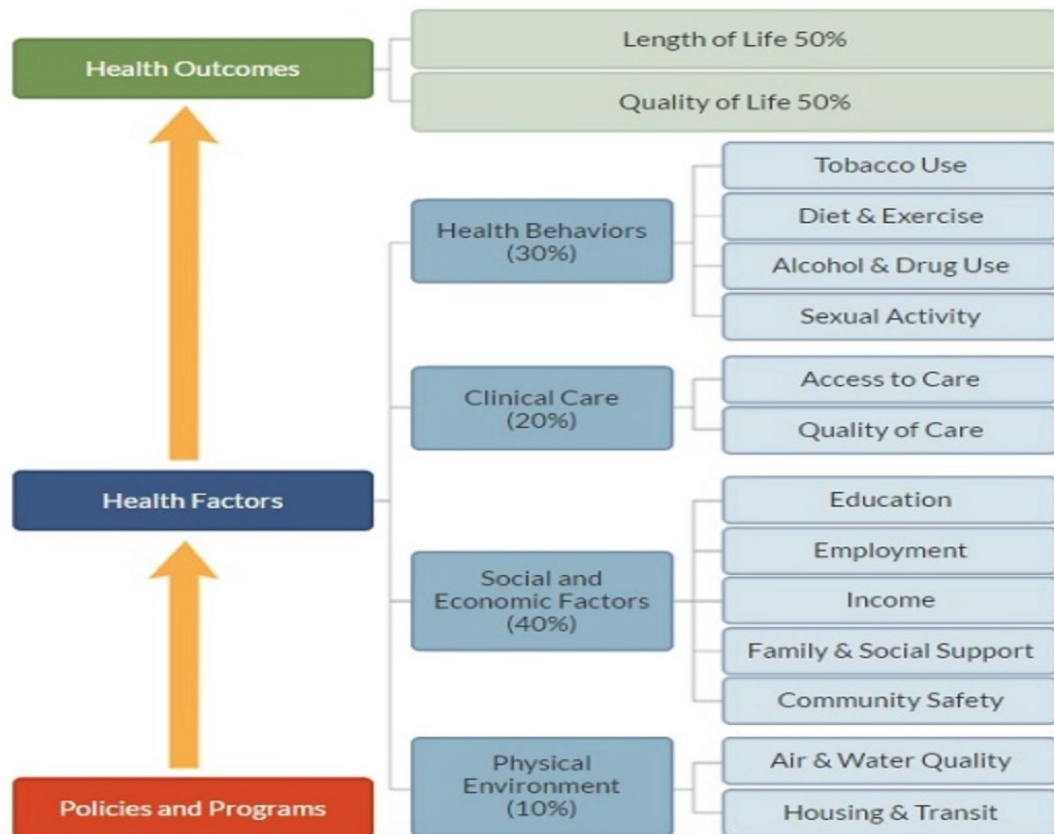 Health Outcomes
Length of Life 50%
Quality of Life 50%
Health Factors
Health Behaviors
(30%)
Tobacco Use
Diet & Exercise
Alcohol & Drug Use
Sexual Activity
Clinical Care
(20%)
Access to Care
Quality of Care
Social and
Economic Factors
(40%)
Education
Employment
Income
Family & Social Support
Community Safety
Physical
Environment
(10%)
Air & Water Quality
Housing & Transit
Policies and Programs